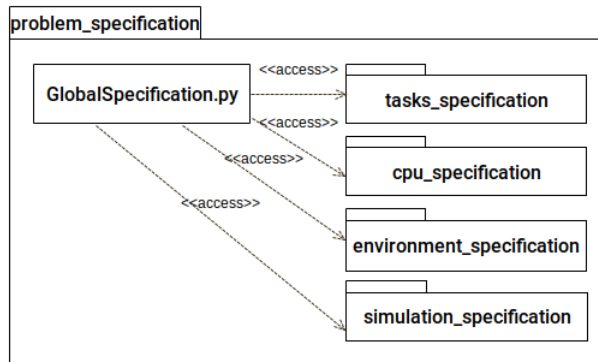 problem_specification
GlobalSpecification.py
<<access>>
tasks_specification
<<access>>
cpu_specification
<<access>>
environment_specification
<<access>>
simulation_specification